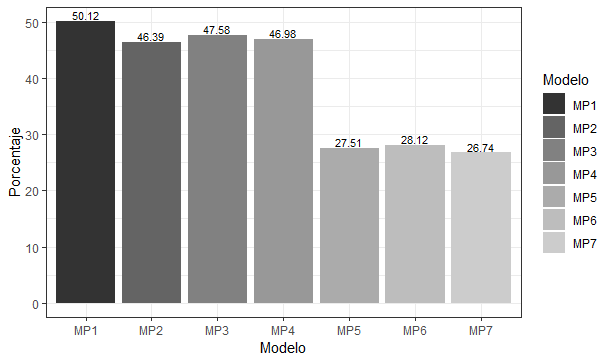 50.12
46.39
47.58
46.98
27.51
28.12
26.74
50
40
30
20
10
0
Porcentaje
MP1 MP2 MP3 MP4 MP5 MP6 MP7
Modelo
Modelo
MP1
MP2
MP3
MP4
MP5
MP6
MP7